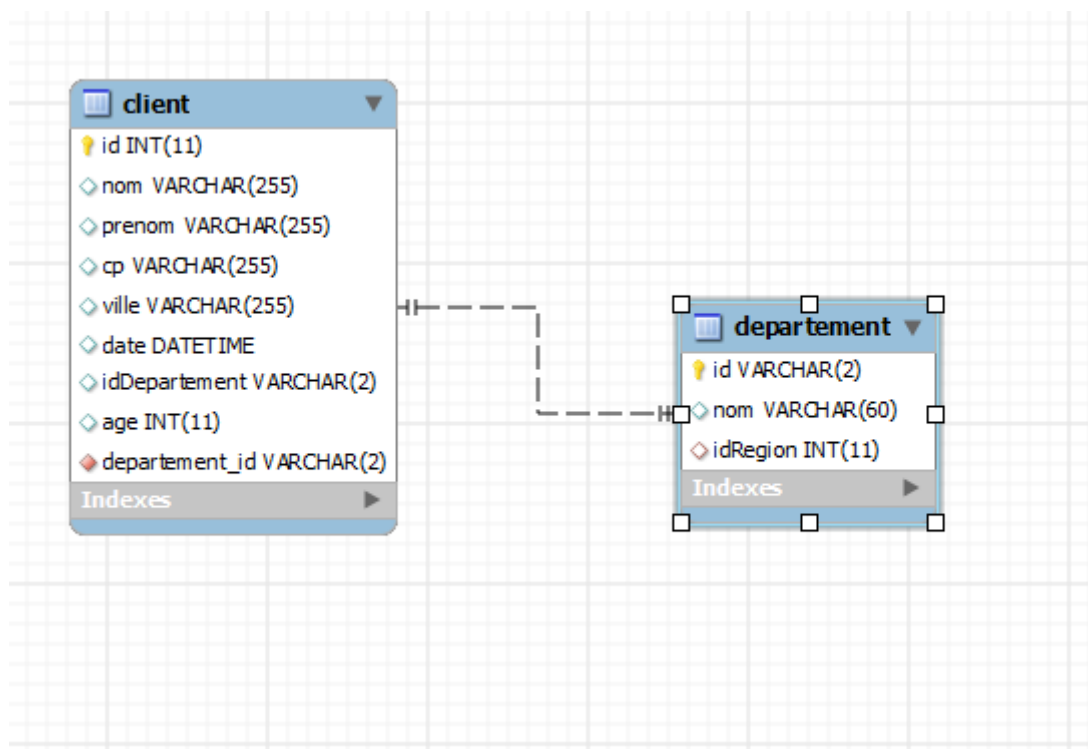 client
id INT(11)
nom VARCHAR(255)
prenom VARCHAR(255)
cp VARCHAR(255)
ville VARCHAR(255)
date DATETIME
idDepartement VARCHAR(2)
age INT(11)
departement_id VARCHAR(2)
Indexes
departement
id VARCHAR(2)
nom VARCHAR(60)
idRegion INT(11)
Indexes